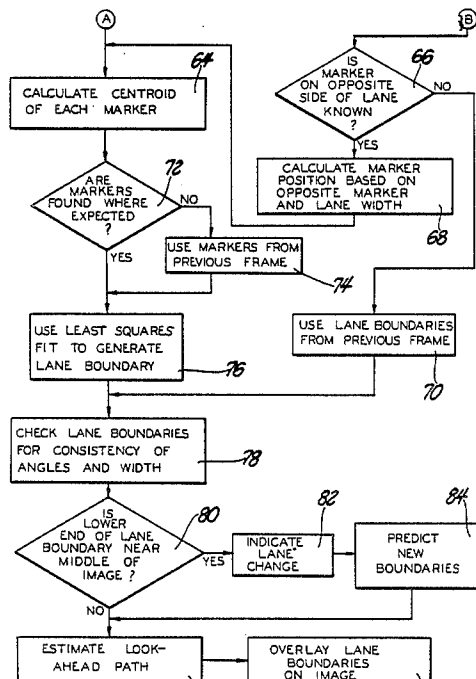 A
B
64
CALCULATE CENTROID
OF EACH MARKER
IS
MARKER
ON OPPOSITE
SIDE OF LANE
KNOWN
?
66
NO
YES
CALCULATE MARKER
POSITION BASED ON
OPPOSITE MARKER
AND LANE WIDTH
68
ARE
MARKERS
FOUND WHERE
EXPECTED
?
72
NO
YES
USE MARKERS FROM
PREVIOUS FRAME
74
USE LEAST SQUARES
FIT TO GENERATE
LANE BOUNDARY
76
USE LANE BOUNDARIES
FROM PREVIOUS FRAME
70
CHECK LANE BOUNDARIES
FOR CONSISTENCY OF
ANGLES AND WIDTH
78
IS
LOWER
END OF LANE
BOUNDARY NEAR
MIDDLE OF
IMAGE ?
80
YES
NO
INDICATE LANE
CHANGE
82
PREDICT
NEW
BOUNDARIES
84
ESTIMATE LOOK-
AHEAD PATH
OVERLAY LANE
BOUNDARIES
ON IMAGE